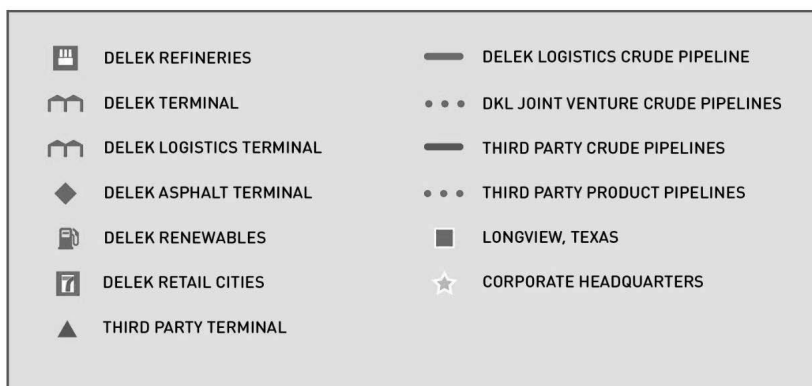 DELEK REFINERIES
DELEK TERMINAL
DELEK LOGISTICS TERMINAL
DELEK ASPHALT TERMINAL
DELEK RENEWABLES
7
DELEK RETAIL CITIES
THIRD PARTY TERMINAL
DELEK LOGISTICS CRUDE PIPELINE
DKL JOINT VENTURE CRUDE PIPELINES
THIRD PARTY CRUDE PIPELINES
THIRD PARTY PRODUCT PIPELINES
LONGVIEW, TEXAS
CORPORATE HEADQUARTERS